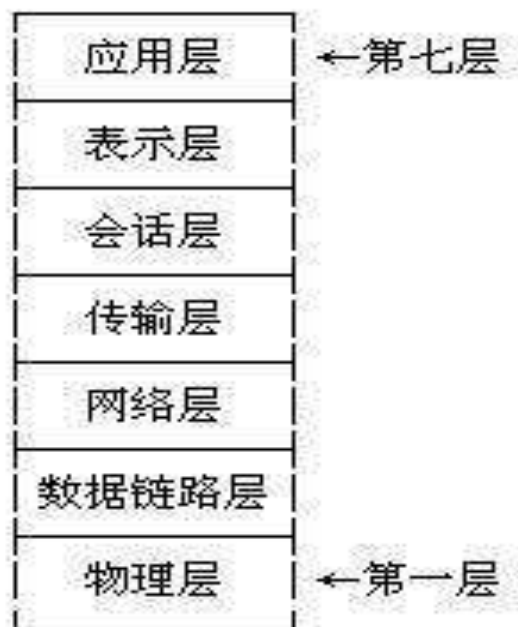 应用层 ←第七层
表示层
会话层
传输层
网络层
数据链路层
物理层 ←第一层